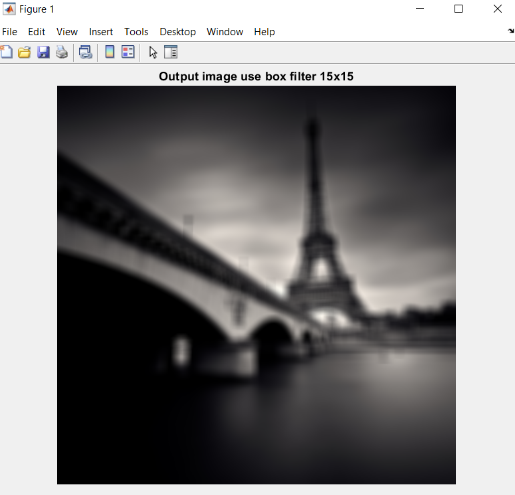 Figure 1
File Edit View Insert Tools Desktop Window Help
Output image use box filter 15x15